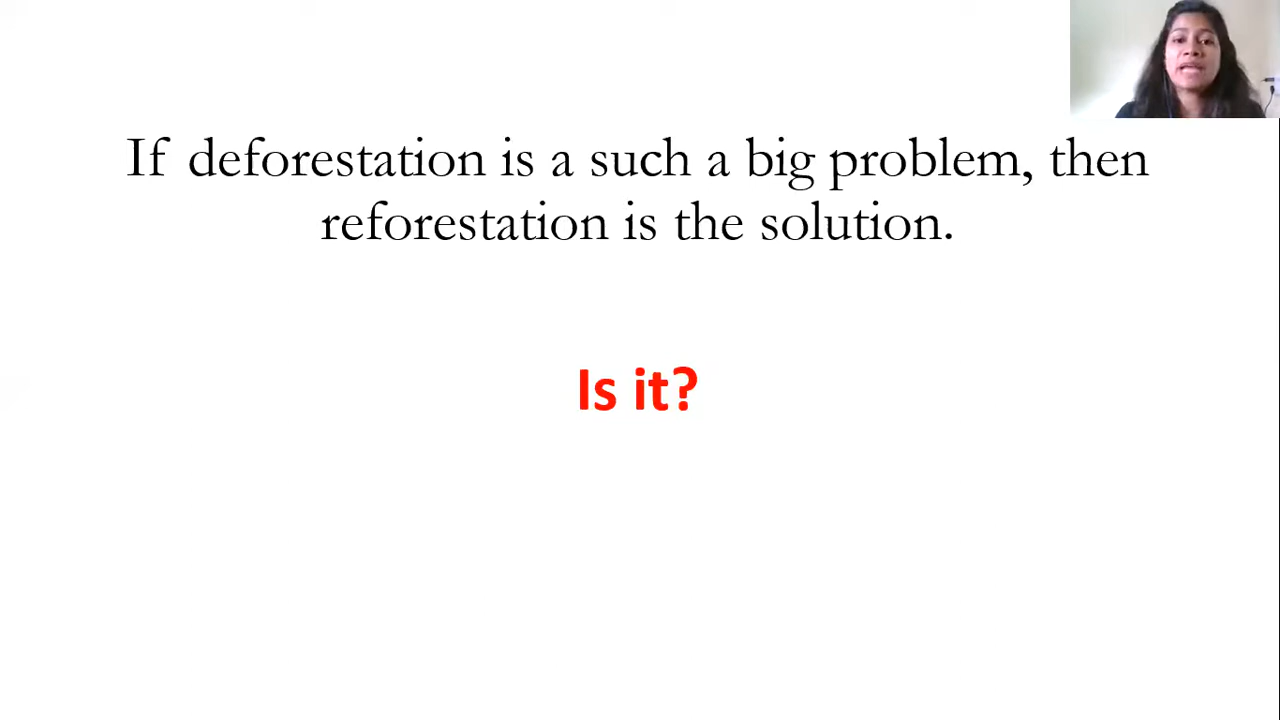 If deforestation is a such a big problem, then
reforestation is the solution.
Is it?